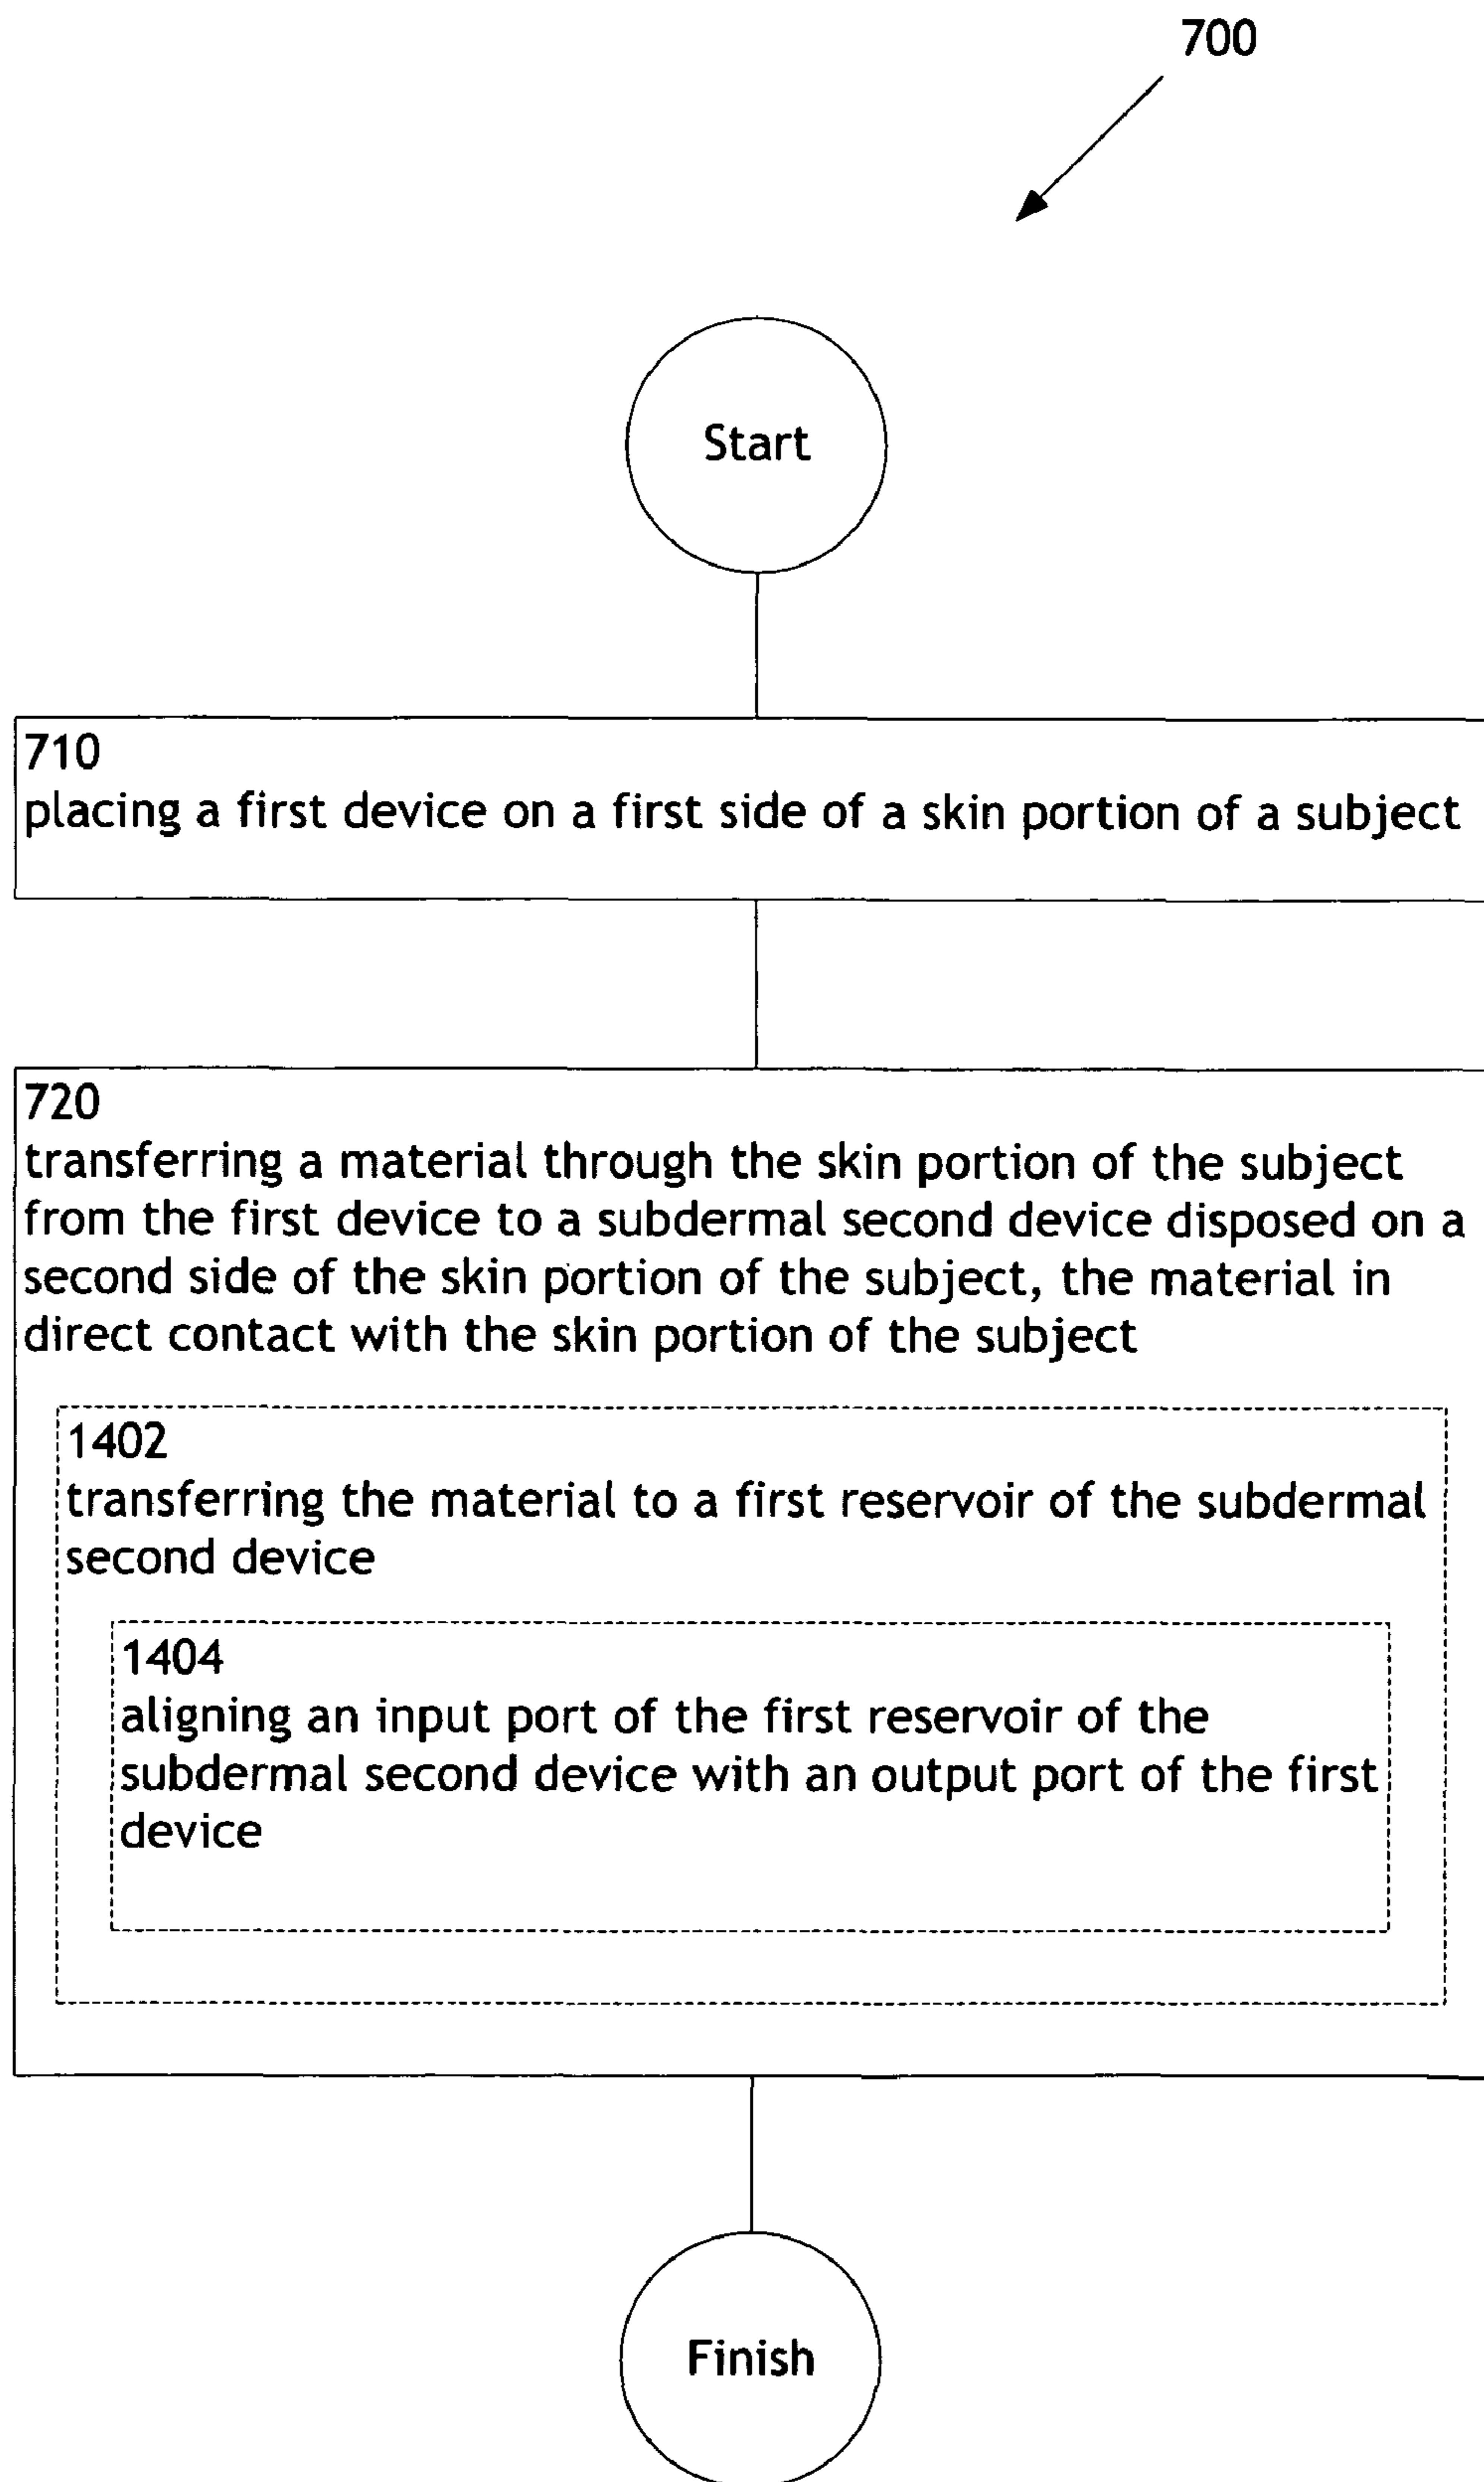 700
Start
710
placing a first device on a first side of a skin portion of a subject
720
transferring a material through the skin portion of the subject
from the first device to a subdermal second device disposed on a
second side of the skin portion of the subject, the material in
direct contact with the skin portion of the subject
1402
transferring the material to a first reservoir of the subdermal
second device
1404
aligning an input port of the first reservoir of the
subdermal second device with an output port of the first
device
Finish